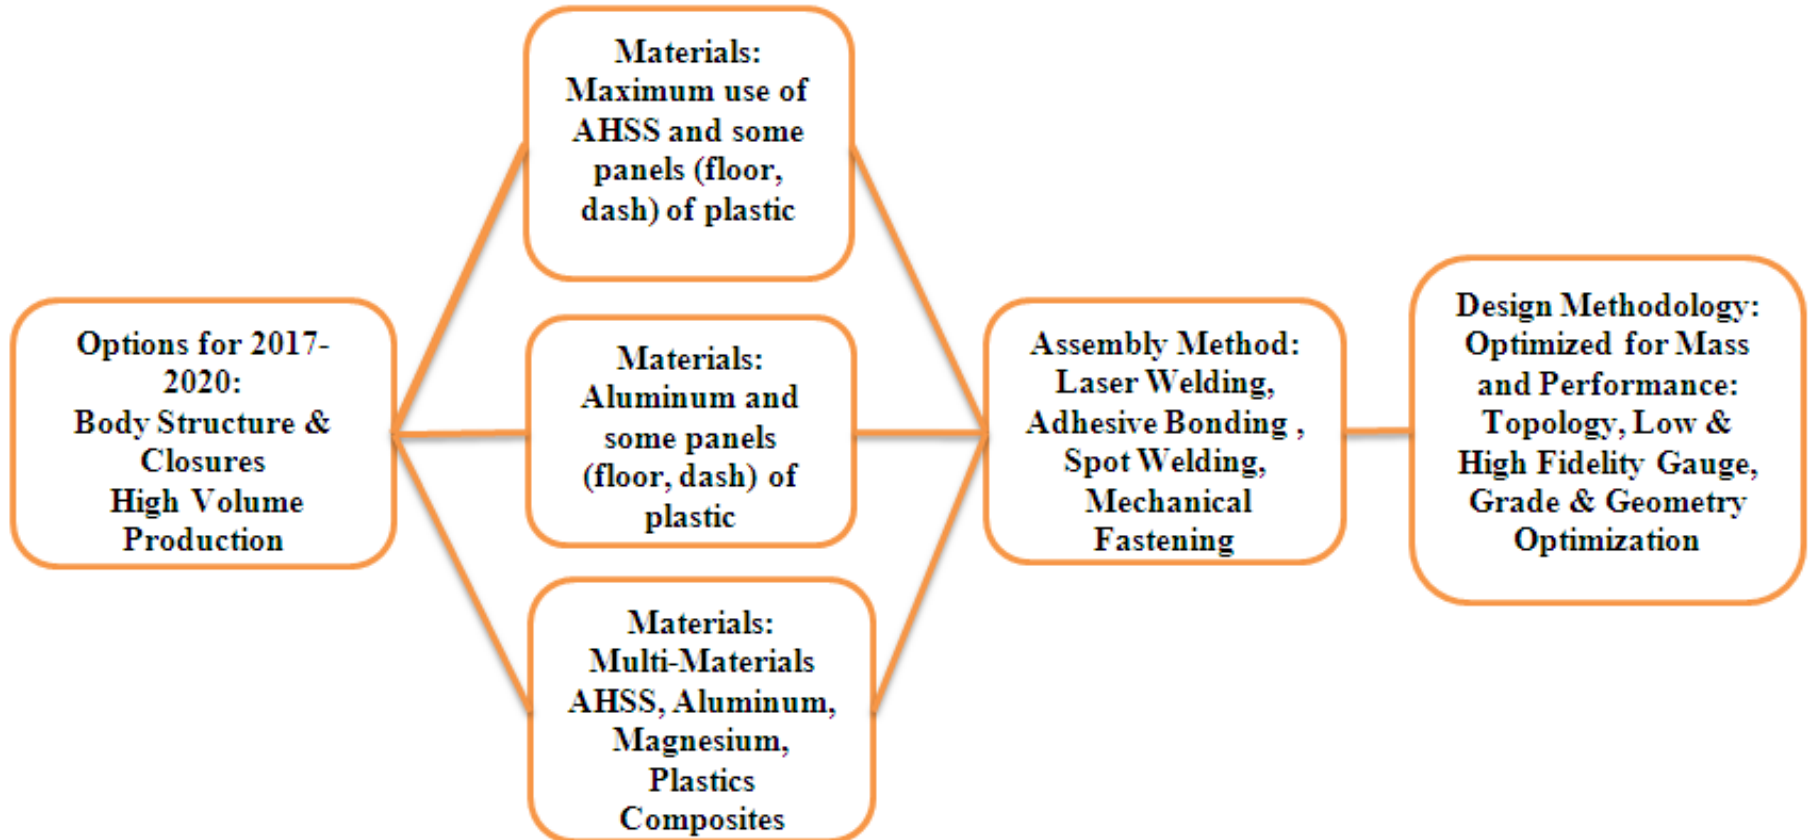 Options for 2017-
2020:
Body Structure &
Closures
High Volume
Production
Materials:
Maximum use of
AHSS and some
panels (floor,
dash) of plastic
Materials:
Aluminum and
some panels
(floor, dash) of
plastic
Materials:
Multi-Materials
AHSS, Aluminum,
Magnesium,
Plastics
Composites
Assembly Method:
Laser Welding,
Adhesive Bonding ,
Spot Welding,
Mechanical
Fastening
Design Methodology:
Optimized for Mass
and Performance:
Topology, Low &
High Fidelity Gauge,
Grade & Geometry
Optimization